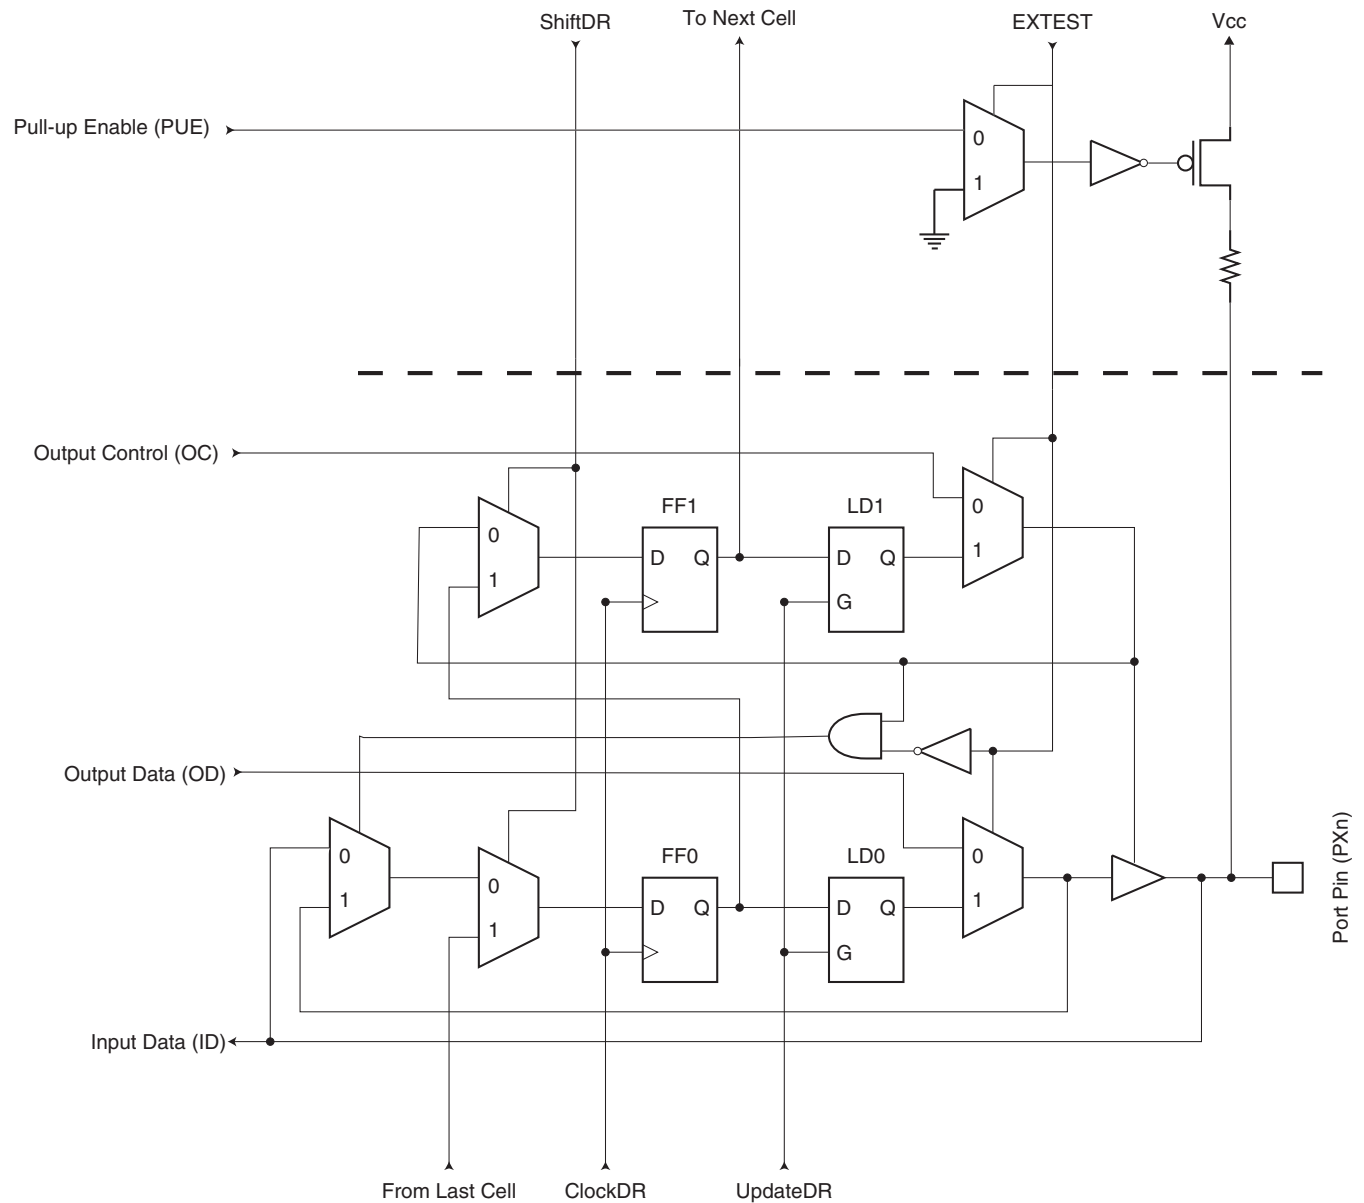 ShiftDR
To Next Cell
EXTEST
Vcc
Pull-up Enable (PUE)
0
1
Output Control (OC)
FF1
LD1
0
1
D Q
D Q
G
0
1
Output Data (OD)
FF0
LD0
0
1
0
1
D Q
D Q
G
0
1
Port Pin (PXn)
Input Data (ID)
From Last Cell
ClockDR
UpdateDR